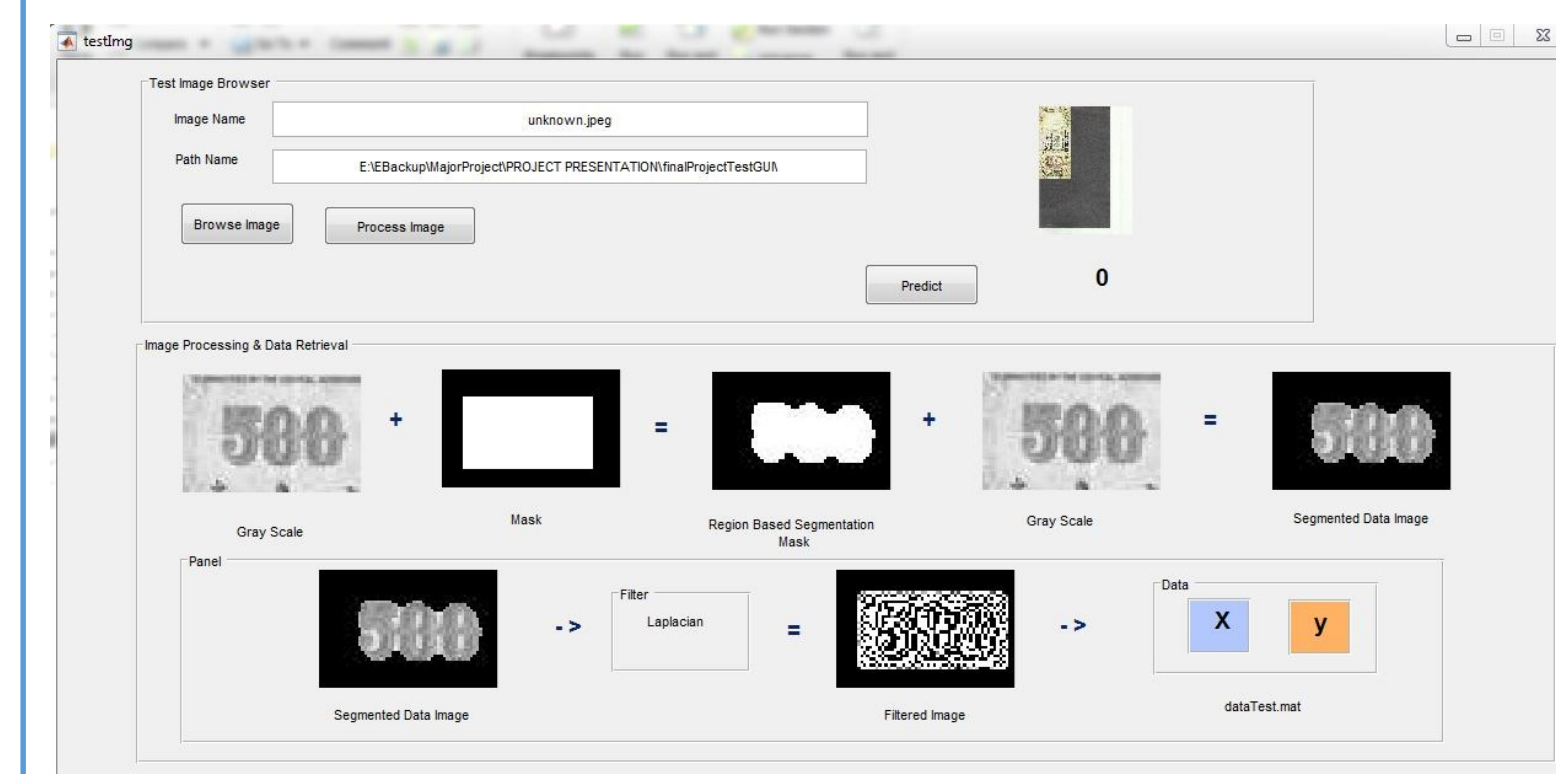 testImg
Test Image Browser
Image Name
unknown.jpeg
Path Name
E:\EBackup\MajorProject\PROJECT PRESENTATION\finalProjectTestGUI\
Browse Image
Process Image
Predict
0
Image Processing & Data Retrieval
500
+
=
+
500
=
500
Gray Scale
Mask
Region Based Segmentation
Mask
Gray Scale
Segmented Data Image
Panel
500
->
Filter
Laplacian
=
->
Data
X
y
Segmented Data Image
Filtered Image
dataTest.mat